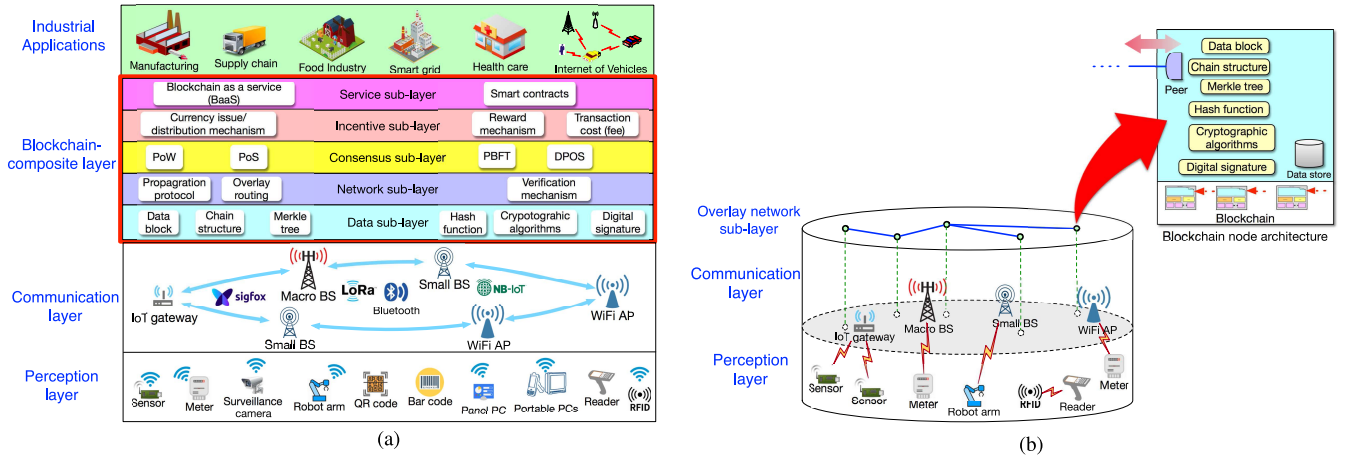 Industrial
Applications
Manufacturing
Supply chain
Food Industry
Smart grid
Health care
Internet of Vehicles
Blockchain-
composite layer
Blockchain as a service
(BaaS)
Service sub-layer
Smart contracts
Currency issue/
distribution mechanism
Incentive sub-layer
Reward
mechanism
Transaction
cost (fee)
PoW
PoS
Consensus sub-layer
PBFT
DPOS
Propagration
protocol
Overlay
routing
Network sub-layer
Verification
mechanism
Data
block
Chain
structure
Merkle
tree
Data sub-layer
Hash
function
Cryptographic
algorithms
Digital
signature
Communication
layer
IoT gateway
sigfox
Macro BS
LoRa
Bluetooth
Small BS
NB-IoT
WiFi AP
Small BS
WiFi AP
Perception
layer
Sensor
Meter
Surveillance
camera
Robot arm
QR code
Bar code
Panel PC
Portable PCs
Reader
RFID
(a)
Overlay network
sub-layer
Communication
layer
IoT gateway
Macro BS
Small BS
WiFi AP
Perception
layer
Sensor
Sensor
Meter
Robot arm
RFID
Reader
Meter
Peer
Data block
Chain structure
Merkle tree
Hash function
Cryptographic
algorithms
Digital signature
Data store
Blockchain
Blockchain node architecture
(b)